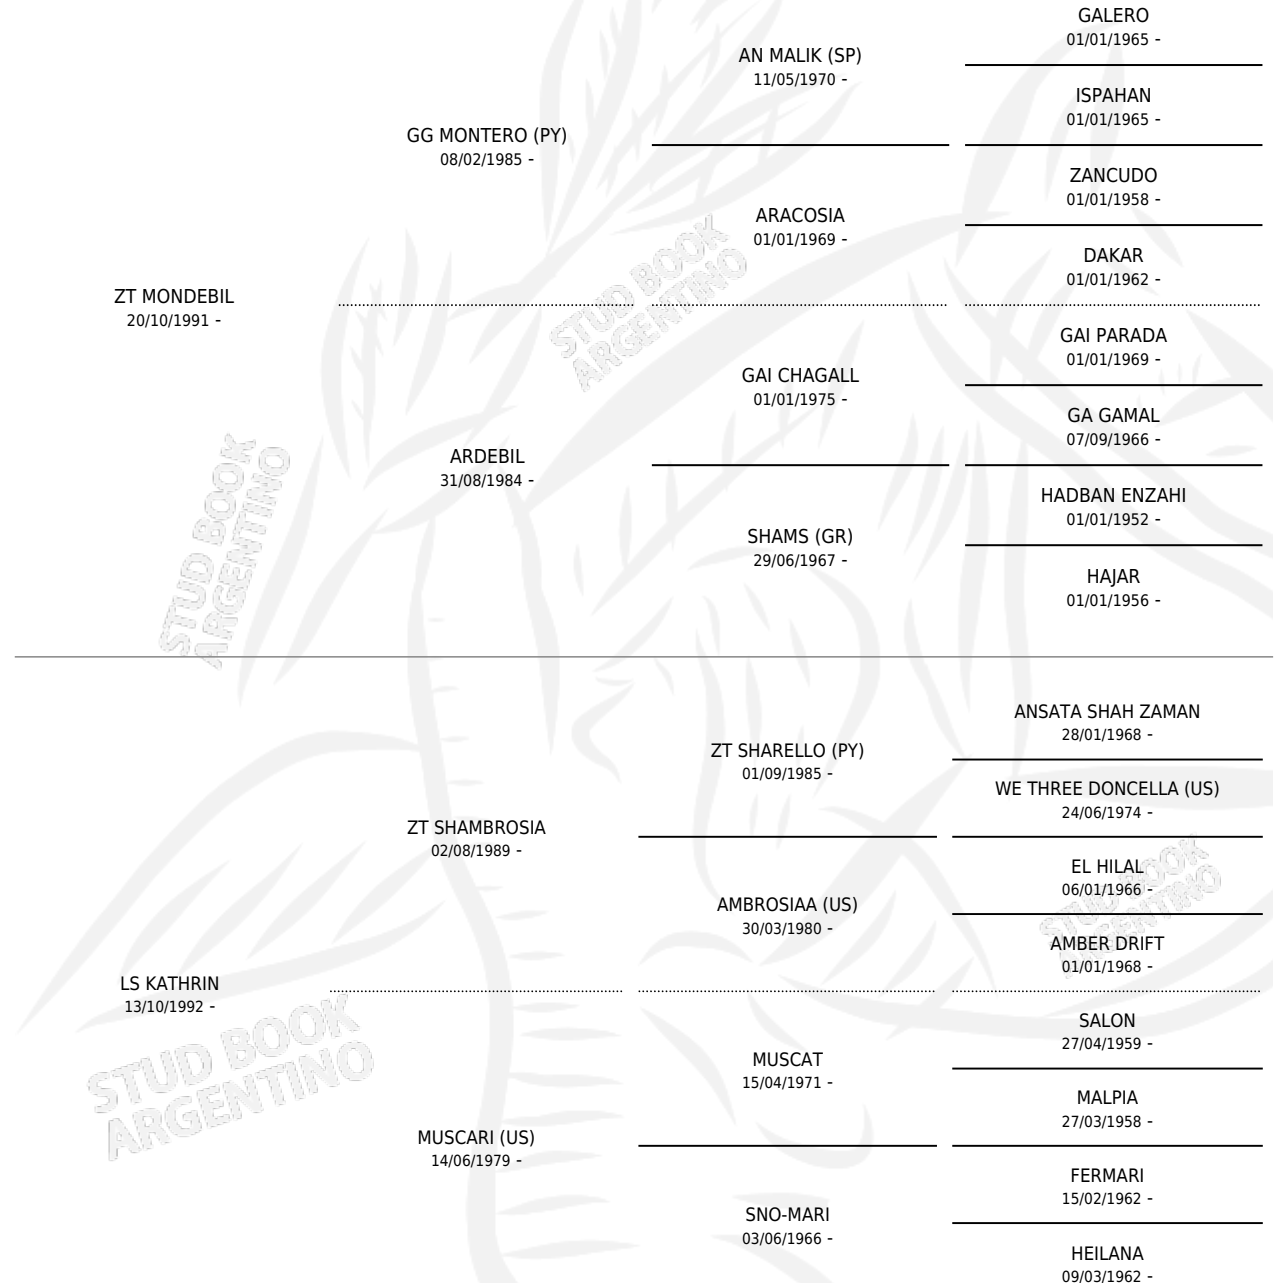 GALERO
01/01/1965 -
AN MALIK (SP)
11/05/1970 -
ISPAHAN
01/01/1965 -
GG MONTERO (PY)
08/02/1985 -
ZANCUDO
01/01/1958 -
ARACOSIA
01/01/1969 -
DAKAR
01/01/1962 -
ZT MONDEBIL
20/10/1991 -
GAI PARADA
01/01/1969 -
GAI CHAGALL
01/01/1975 -
GA GAMAL
07/09/1966 -
ARDEBIL
31/08/1984 -
HADBAN ENZAHI
01/01/1952 -
SHAMS (GR)
29/06/1967 -
HAJAR
01/01/1956 -
ANSATA SHAH ZAMAN
28/01/1968 -
ZT SHARELLO (PY)
01/09/1985 -
WE THREE DONCELLA (US)
24/06/1974 -
ZT SHAMBROSIA
02/08/1989 -
EL HILAL
06/01/1966 -
AMBROSIAA (US)
30/03/1980 -
AMBER DRIFT
01/01/1968 -
LS KATHRIN
13/10/1992 -
SALON
27/04/1959 -
MUSCAT
15/04/1971 -
MALPIA
27/03/1958 -
MUSCARI (US)
14/06/1979 -
FERMARI
15/02/1962 -
SNO-MARI
03/06/1966 -
HEILANA
09/03/1962 -
STUD BOOK
ARGENTINO
STUD BOOK
ARGENTINO
STUD BOOK
ARGENTINO
STUD BOOK
ARGENTINO